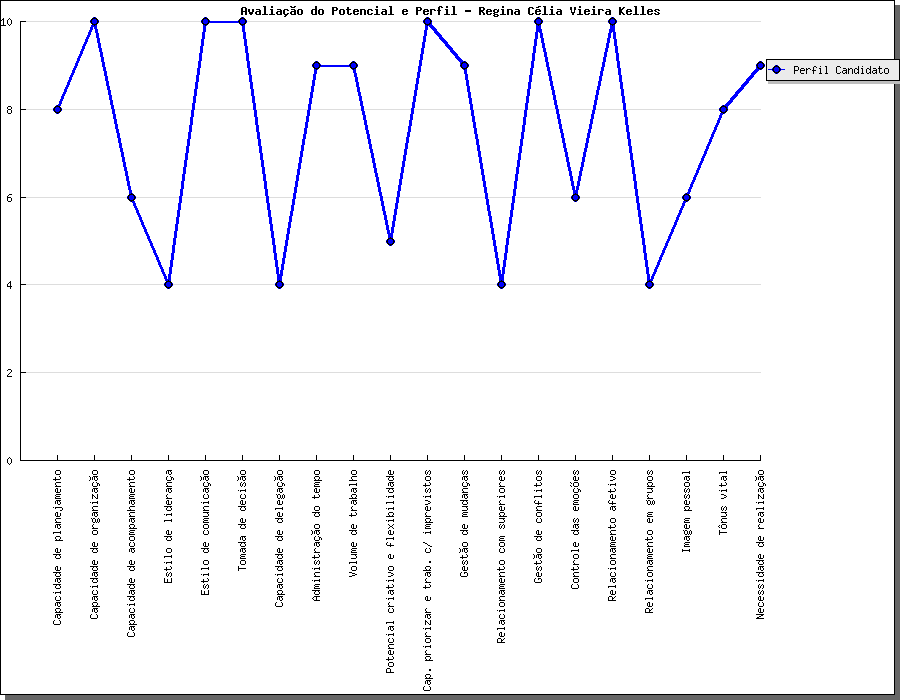 Avaliação do Potencial e Perfil - Regina Célia Vieira Kelles
Perfil Candidato
10
8
6
4
2
0
Capacidade de planejamento
Capacidade de organização
Capacidade de acompanhamento
Estilo de liderança
Estilo de comunicação
Tomada de decisão
Capacidade de delegação
Administração do tempo
Volume de trabalho
Potencial criativo e flexibilidade
Cap. priorizar e trab. c/ imprevistos
Gestão de mudanças
Relacionamento com superiores
Gestão de conflitos
Controle das emoções
Relacionamento afetivo
Relacionamento em grupos
Imagem pessoal
Tônus vital
Necessidade de realização